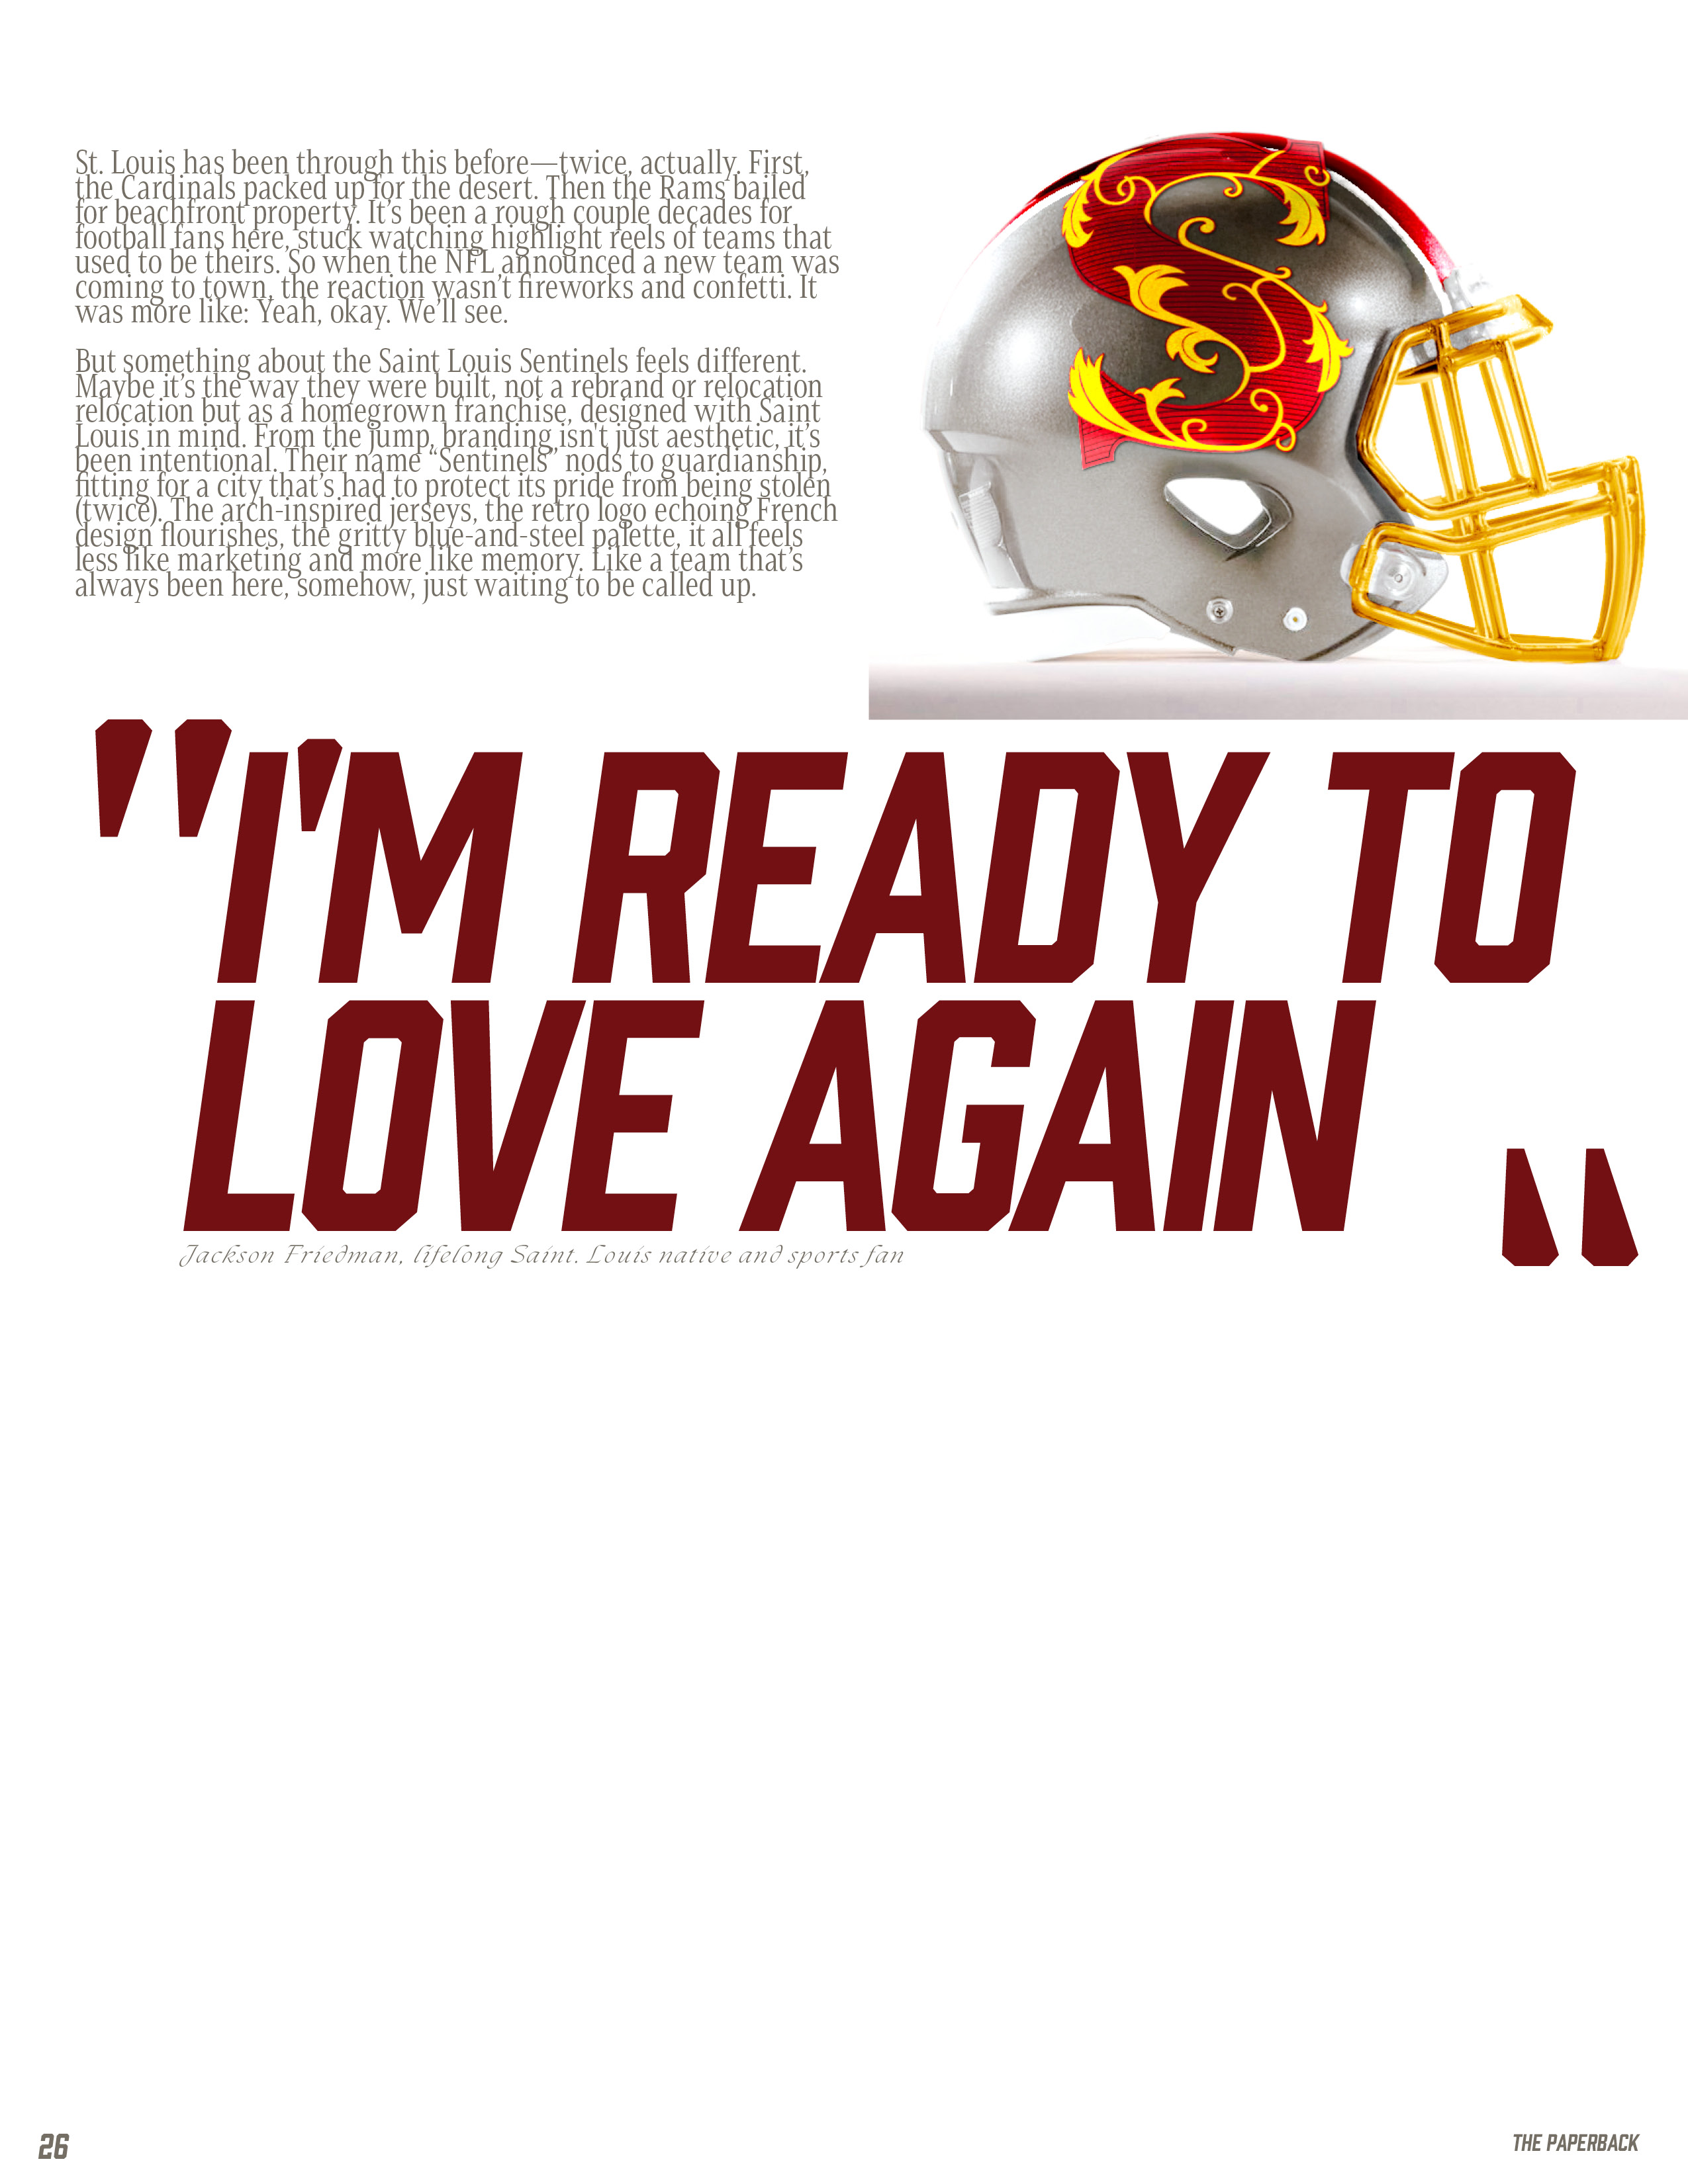 St. Louis has been through this before—twice, actually. First,
the Cardinals packed up for the desert. Then the Rams bailed
for beachfront property. It’s been a rough couple decades for
football fans here, stuck watching highlight reels of teams that
used to be theirs. So when the NFL announced a new team was
coming to town, the reaction wasn’t fireworks and confetti. It
was more like: Yeah, okay. We’ll see.
But something about the Saint Louis Sentinels feels different.
Maybe it’s the way they were built, not a rebrand or relocation
relocation but as a homegrown franchise, designed with Saint
Louis in mind. From the jump, branding isn't just aesthetic, it’s
been intentional. Their name “Sentinels” nods to guardianship,
fitting for a city that’s had to protect its pride from being stolen
(twice). The arch-inspired jerseys, the retro logo echoing French
design flourishes, the gritty blue-and-steel palette, it all feels
less like marketing and more like memory. Like a team that’s
always been here, somehow, just waiting to be called up.
S
"I'M READY TO
LOVE AGAIN"
Jackson Friedman, lifelong Saint. Louis native and sports fan
26
THE PAPERBACK